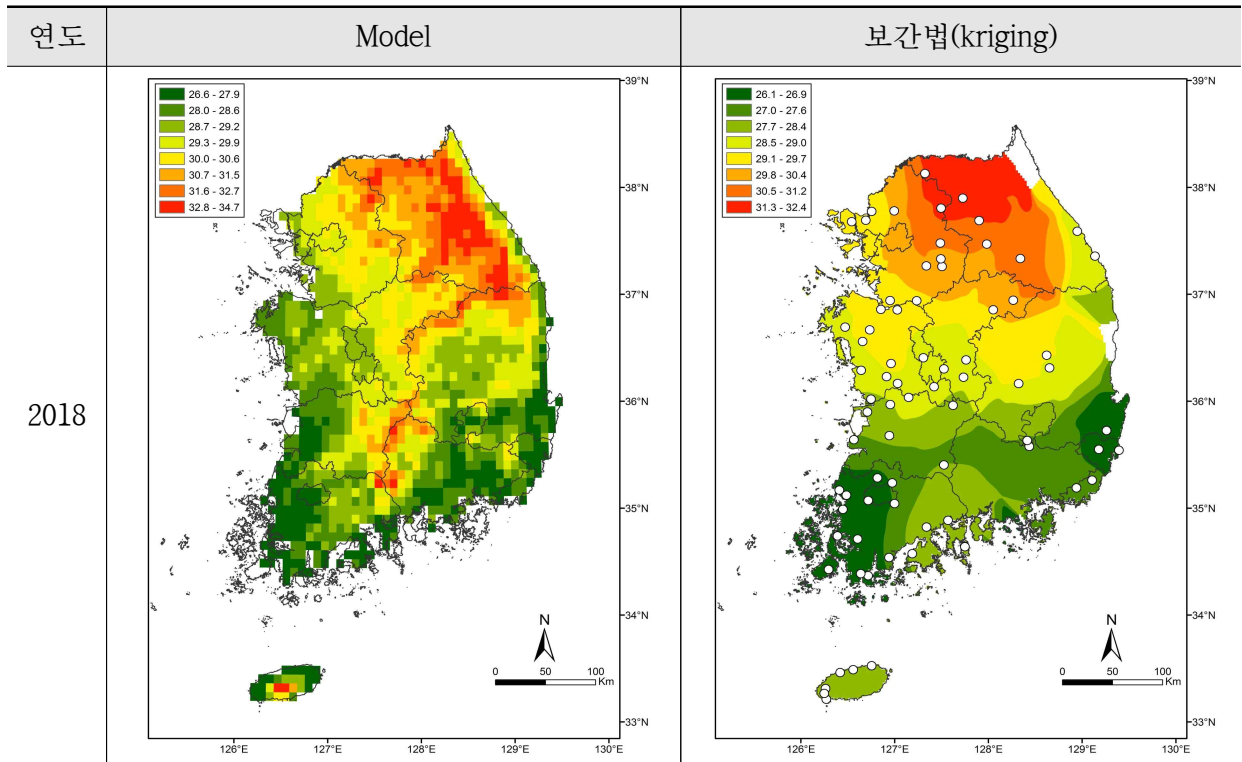 연도 Model 보간법(kriging)
2018
26.6 - 27.9
28.0 - 28.6
28.7 - 29.2
29.3 - 29.9
30.0 - 30.6
30.7 - 31.5
31.6 - 32.7
32.8 - 34.7
39°N
38°N
37°N
36°N
35°N
34°N
33°N
N
0 50 100
Km
126°E 127°E 128°E 129°E 130°E
26.1 - 26.9
27.0 - 27.6
27.7 - 28.4
28.5 - 29.0
29.1 - 29.7
29.8 - 30.4
30.5 - 31.2
31.3 - 32.4
39°N
38°N
37°N
36°N
35°N
34°N
33°N
N
0 50 100
Km
126°E 127°E 128°E 129°E 130°E